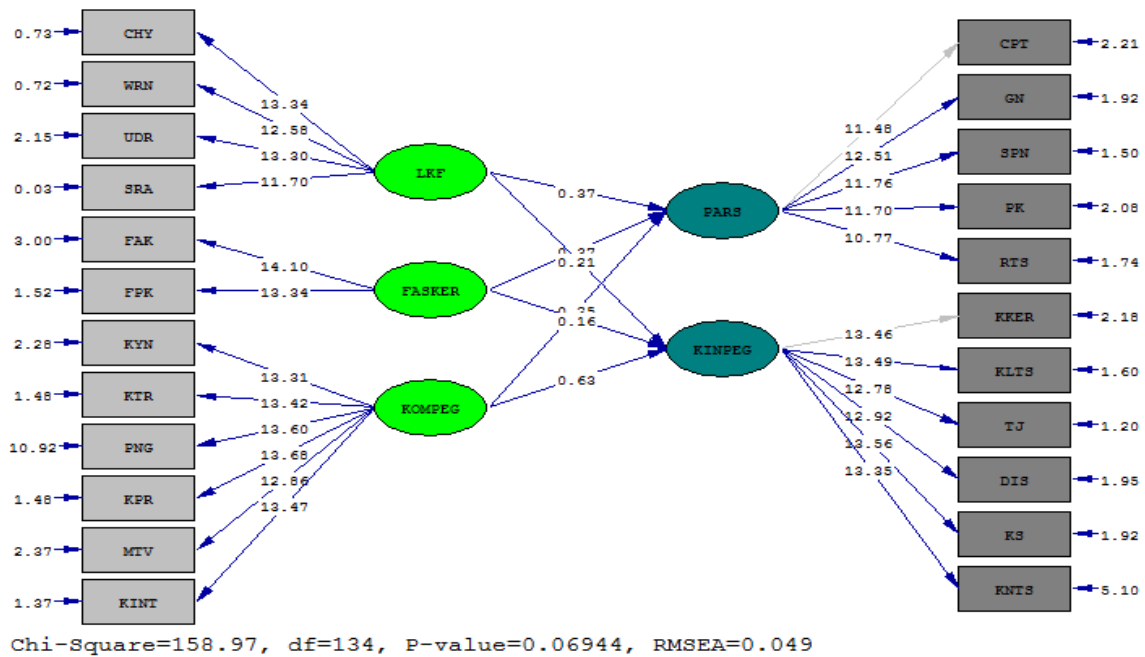 0.73 CHY
0.72 WRN
2.15 UDR
0.03 SRA
3.00 FAK
1.52 FPK
2.28 KYN
1.48 KTR
10.92 PNG
1.48 KPR
2.37 MTV
1.37 KINT
13.34
12.58
13.30
11.70
14.10
13.34
13.31
13.42
13.60
13.68
12.86
13.47
LKF
FASKER
KOMPEG
0.37
0.27
0.21
0.25
0.16
0.63
PARS
KINPEG
11.48
12.51
11.76
11.70
10.77
13.46
13.49
12.78
12.92
13.56
13.35
CPT 2.21
GN 1.92
SPN 1.50
PK 2.08
RTS 1.74
KKER 2.18
KLTS 1.60
TJ 1.20
DIS 1.95
KS 1.92
KNTS 5.10
Chi-Square=158.97, df=134, P-value=0.06944, RMSEA=0.049